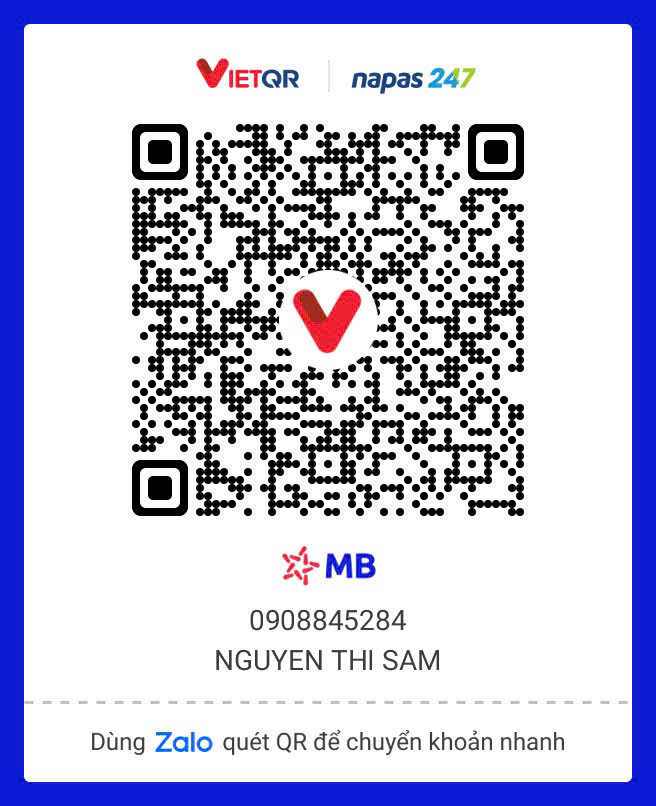 VIETQR napas 247
MB
0908845284
NGUYEN THI SAM
Dùng Zalo quét QR để chuyển khoản nhanh